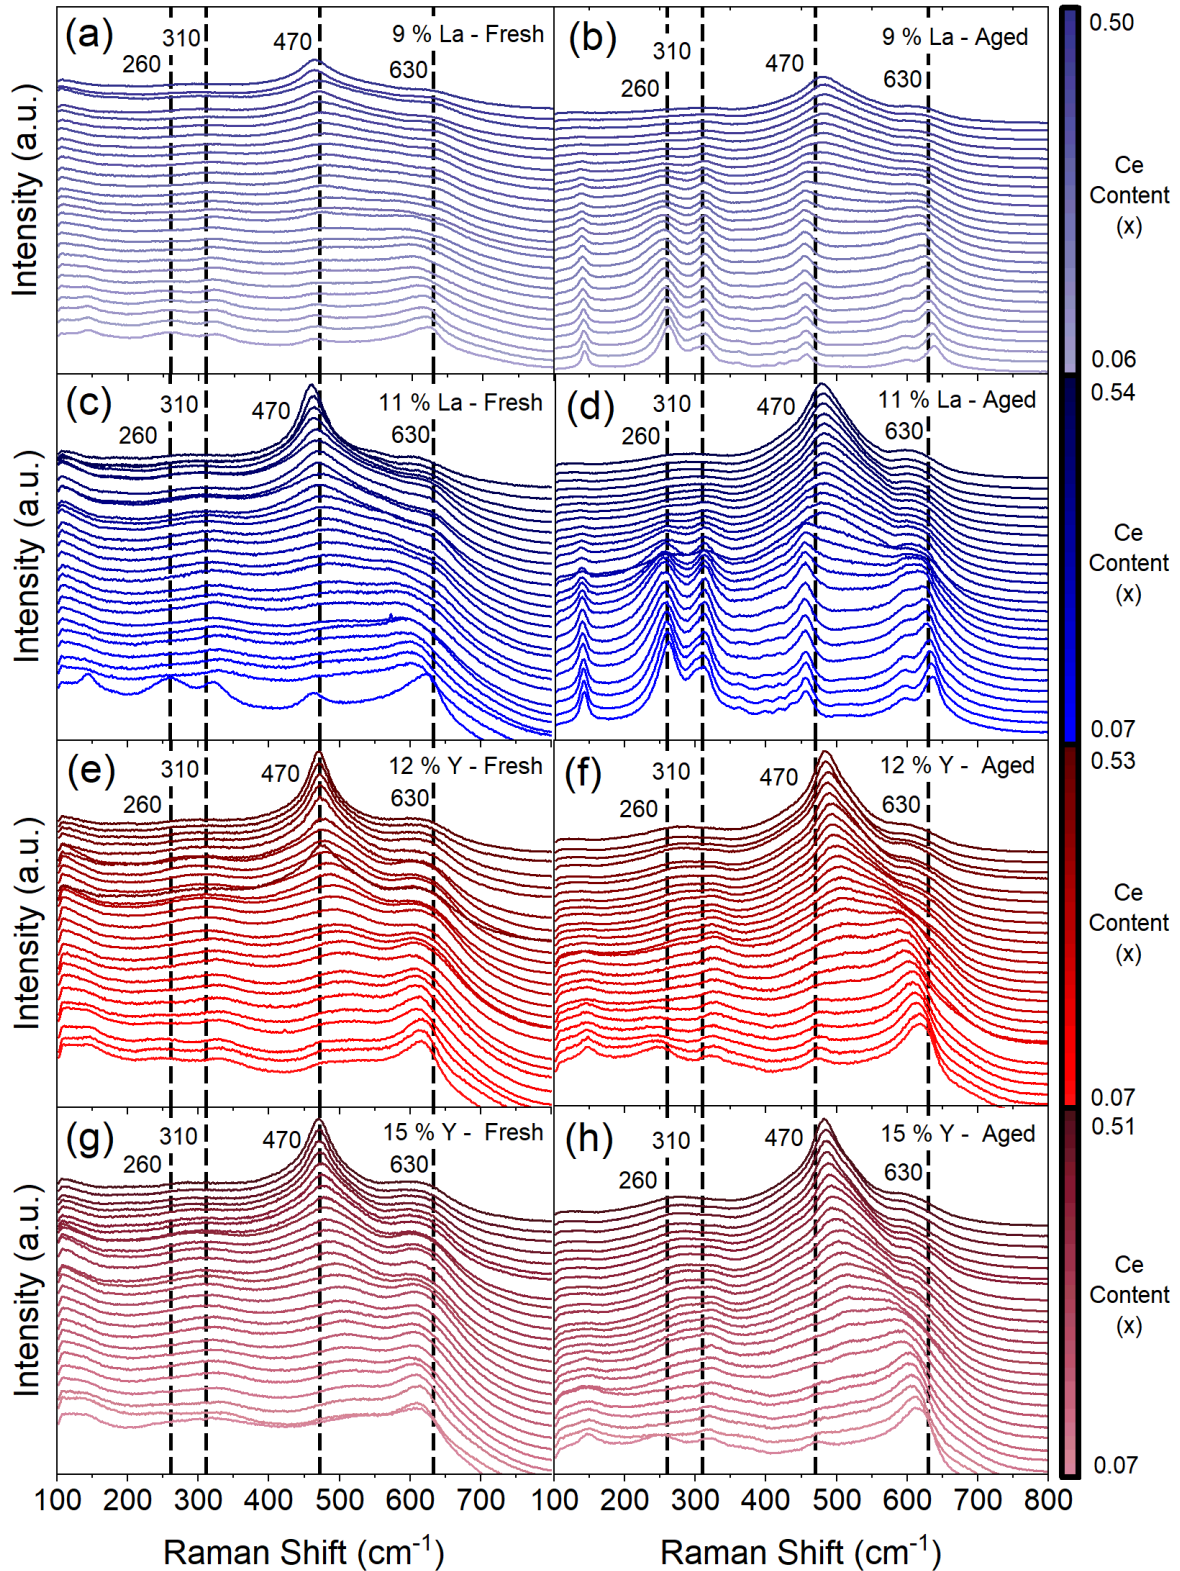 (a)
310
470
9 % La - Fresh
260
630
(b)
310
9 % La - Aged
470
260
630
0.50
Ce
Content
(x)
0.06
Intensity (a.u.)
(c)
310
470
11 % La - Fresh
260
630
(d)
310
470
11 % La - Aged
260
630
0.54
Ce
Content
(x)
0.07
Intensity (a.u.)
(e)
310
470
12 % Y - Fresh
260
630
(f)
310
470
12 % Y - Aged
260
630
0.53
Ce
Content
(x)
0.07
Intensity (a.u.)
(g)
310
470
15 % Y - Fresh
260
630
(h)
310
470
15 % Y - Aged
260
630
0.51
Ce
Content
(x)
0.07
Intensity (a.u.)
100 200 300 400 500 600 700 100 200 300 400 500 600 700 800
Raman Shift (cm⁻¹) Raman Shift (cm⁻¹)